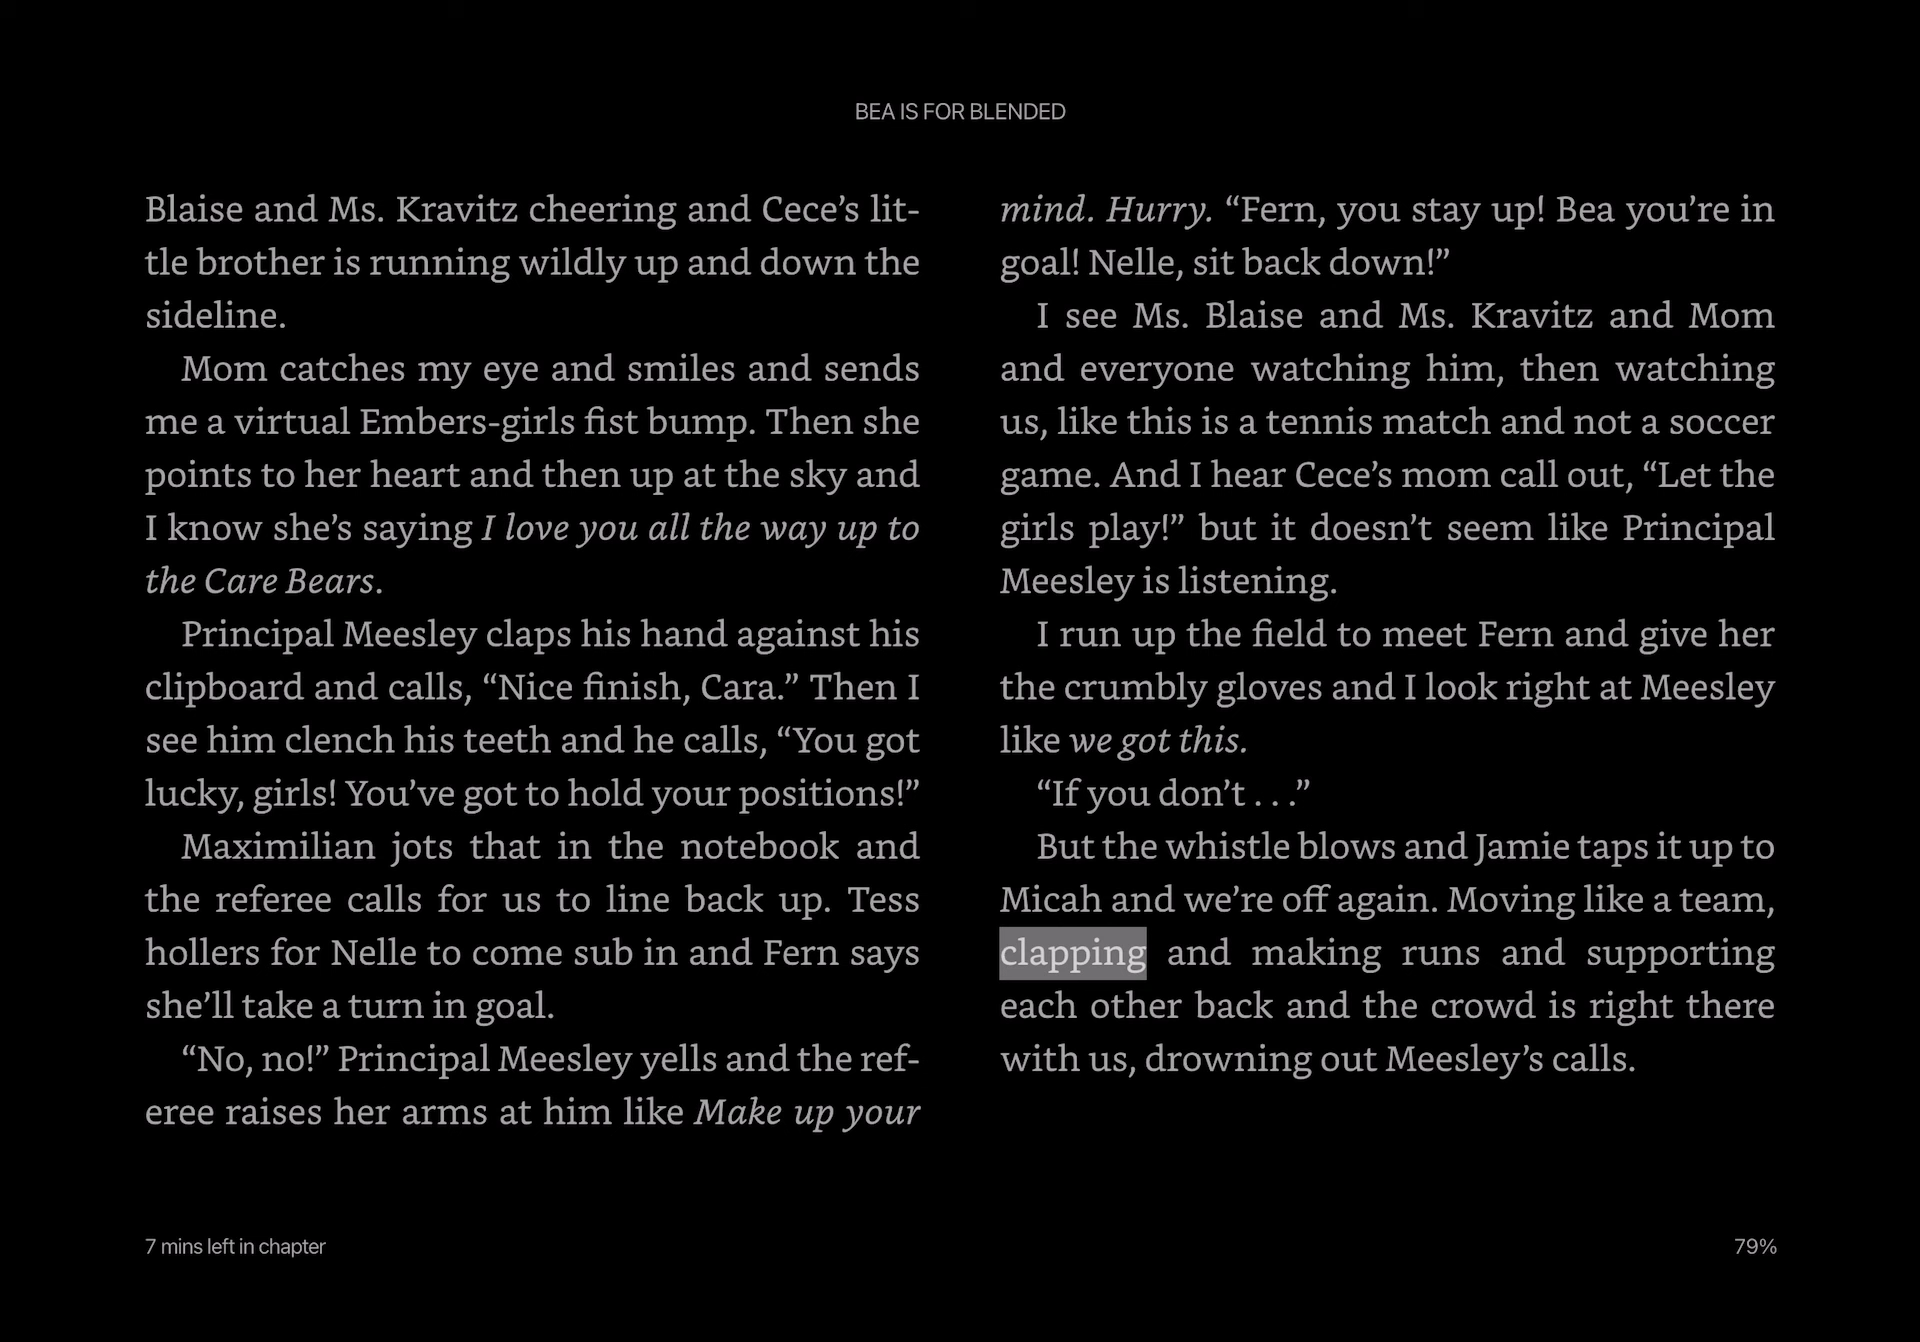 BEA IS FOR BLENDED
Blaise and Ms. Kravitz cheering and Cece’s lit-
tle brother is running wildly up and down the
sideline.
Mom catches my eye and smiles and sends
me a virtual Embers-girls fist bump. Then she
points to her heart and then up at the sky and
I know she’s saying I love you all the way up to
the Care Bears.
Principal Meesley claps his hand against his
clipboard and calls, “Nice finish, Cara.” Then I
see him clench his teeth and he calls, “You got
lucky, girls! You’ve got to hold your positions!”
Maximilian jots that in the notebook and
the referee calls for us to line back up. Tess
hollers for Nelle to come sub in and Fern says
she’ll take a turn in goal.
“No, no!” Principal Meesley yells and the ref-
eree raises her arms at him like Make up your
mind. Hurry. “Fern, you stay up! Bea you’re in
goal! Nelle, sit back down!”
I see Ms. Blaise and Ms. Kravitz and Mom
and everyone watching him, then watching
us, like this is a tennis match and not a soccer
game. And I hear Cece’s mom call out, “Let the
girls play!” but it doesn’t seem like Principal
Meesley is listening.
I run up the field to meet Fern and give her
the crumbly gloves and I look right at Meesley
like we got this.
“If you don’t . . .”
But the whistle blows and Jamie taps it up to
Micah and we’re off again. Moving like a team,
clapping and making runs and supporting
each other back and the crowd is right there
with us, drowning out Meesley’s calls.
7 mins left in chapter
79%